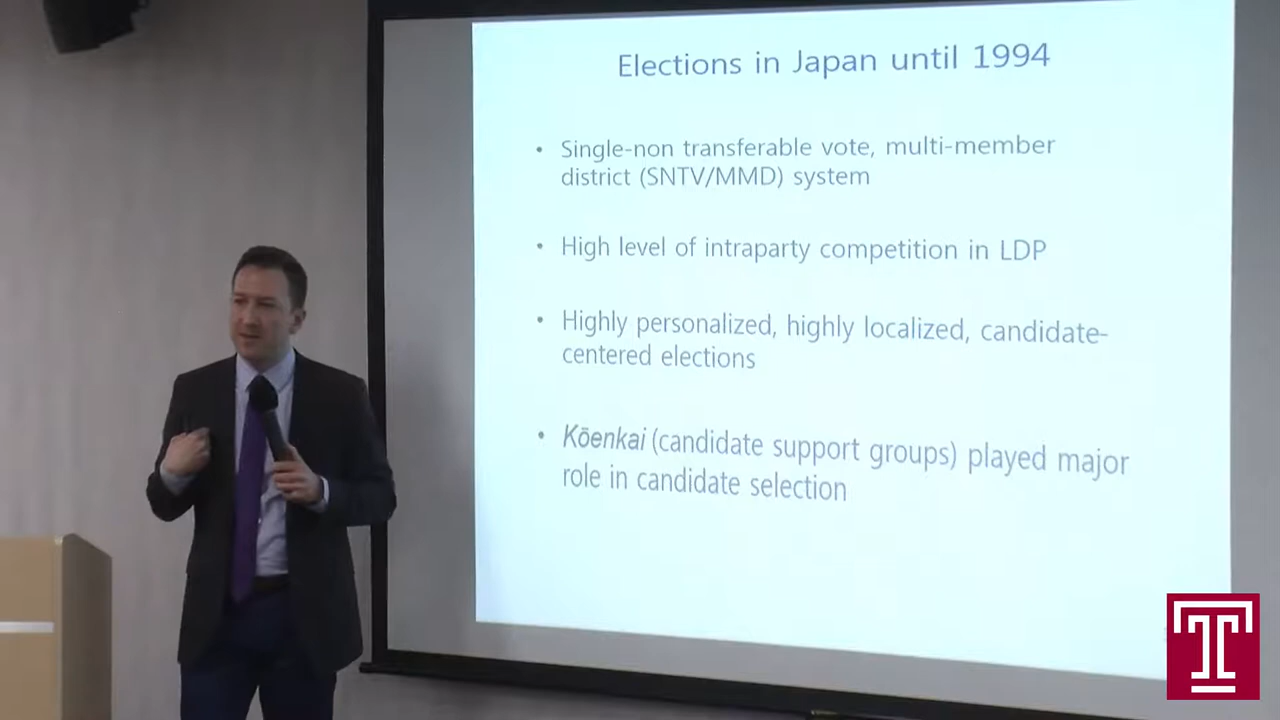 Elections in Japan until 1994
• Single-non transferable vote, multi-member
district (SNTV/MMD) system
• High level of intraparty competition in LDP
• Highly personalized, highly localized, candidate-
centered elections
• Kōenkai (candidate support groups) played major
role in candidate selection
T